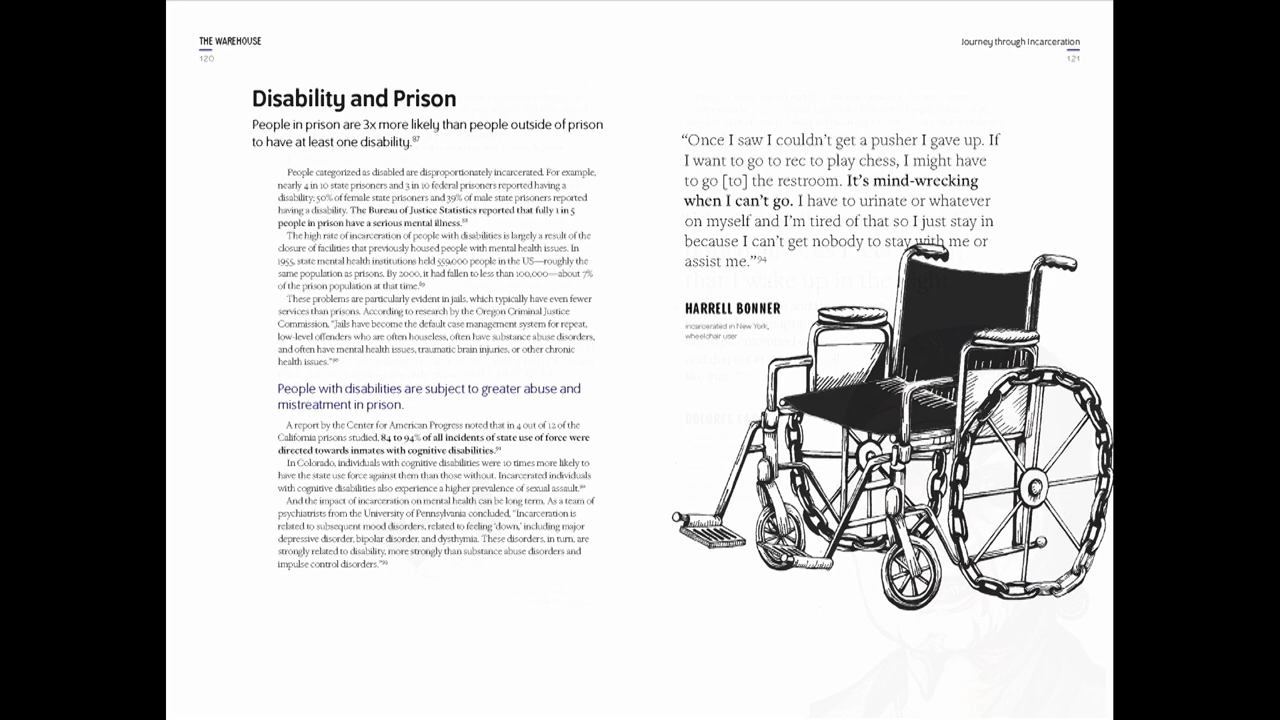 THE WAREHOUSE
120
Disability and Prison
People in prison are 3x more likely than people outside of prison
to have at least one disability.87
People categorized as disabled are disproportionately incarcerated. For example,
nearly 4 in 10 state prisoners and 3 in 10 federal prisoners reported having a
disability; 50% of female state prisoners and 39% of male state prisoners reported
having a disability. The Bureau of Justice Statistics reported that fully 1 in 5
people in prison have a serious mental illness.88
The high rate of incarceration of people with disabilities is largely a result of the
closure of facilities that previously housed people with mental health issues. In
1955, state mental health institutions held 559,000 people in the US—roughly the
same population as prisons. By 2000, it had fallen to less than 100,000—about 7%
of the prison population at that time.89
These problems are particularly evident in jails, which typically have even fewer
services than prisons. According to research by the Oregon Criminal Justice
Commission, "Jails have become the default case management system for repeat,
low-level offenders who are often houseless, often have substance abuse disorders,
and often have mental health issues, traumatic brain injuries, or other chronic
health issues."90
People with disabilities are subject to greater abuse and
mistreatment in prison.
A report by the Center for American Progress noted that in 4 out of 12 of the
California prisons studied, 84 to 94% of all incidents of state use of force were
directed towards inmates with cognitive disabilities.91
In Colorado, individuals with cognitive disabilities were 10 times more likely to
have the state use force against them than those without. Incarcerated individuals
with cognitive disabilities also experience a higher prevalence of sexual assault.92
And the impact of incarceration on mental health can be long term. As a team of
psychiatrists from the University of Pennsylvania concluded, "Incarceration is
related to subsequent mood disorders, related to feeling 'down,' including major
depressive disorder, bipolar disorder, and dysthymia. These disorders, in turn, are
strongly related to disability, more strongly than substance abuse disorders and
impulse control disorders."93
Journey through Incarceration
121
"Once I saw I couldn't get a pusher I gave up. If
I want to go to rec to play chess, I might have
to go [to] the restroom. It's mind-wrecking
when I can't go. I have to urinate or whatever
on myself and I'm tired of that so I just stay in
because I can't get nobody to stay with me or
assist me."94
that I wake up in the night
HARRELL BONNER
incarcerated in New York,
wheelchair user